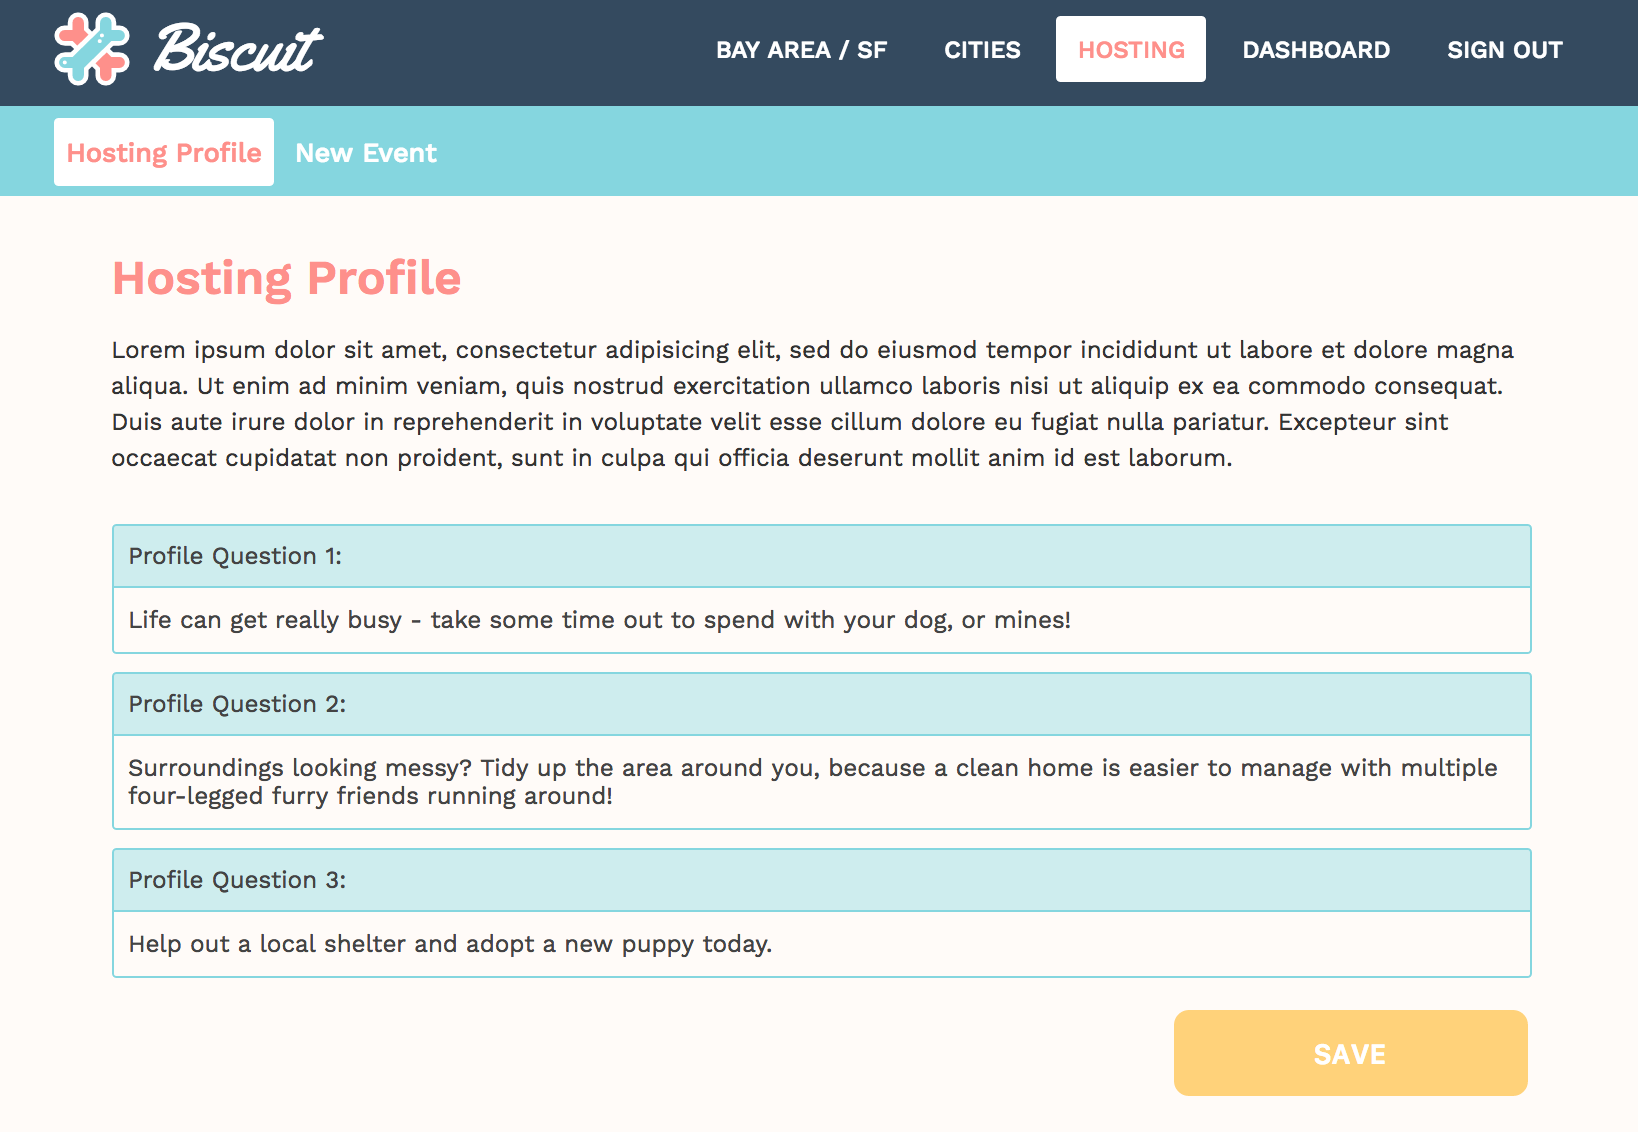 Biscuit
BAY AREA / SF
CITIES
HOSTING
DASHBOARD
SIGN OUT
Hosting Profile
New Event
Hosting Profile
Lorem ipsum dolor sit amet, consectetur adipisicing elit, sed do eiusmod tempor incididunt ut labore et dolore magna
aliqua. Ut enim ad minim veniam, quis nostrud exercitation ullamco laboris nisi ut aliquip ex ea commodo consequat.
Duis aute irure dolor in reprehenderit in voluptate velit esse cillum dolore eu fugiat nulla pariatur. Excepteur sint
occaecat cupidatat non proident, sunt in culpa qui officia deserunt mollit anim id est laborum.
Profile Question 1:
Life can get really busy - take some time out to spend with your dog, or mines!
Profile Question 2:
Surroundings looking messy? Tidy up the area around you, because a clean home is easier to manage with multiple
four-legged furry friends running around!
Profile Question 3:
Help out a local shelter and adopt a new puppy today.
SAVE